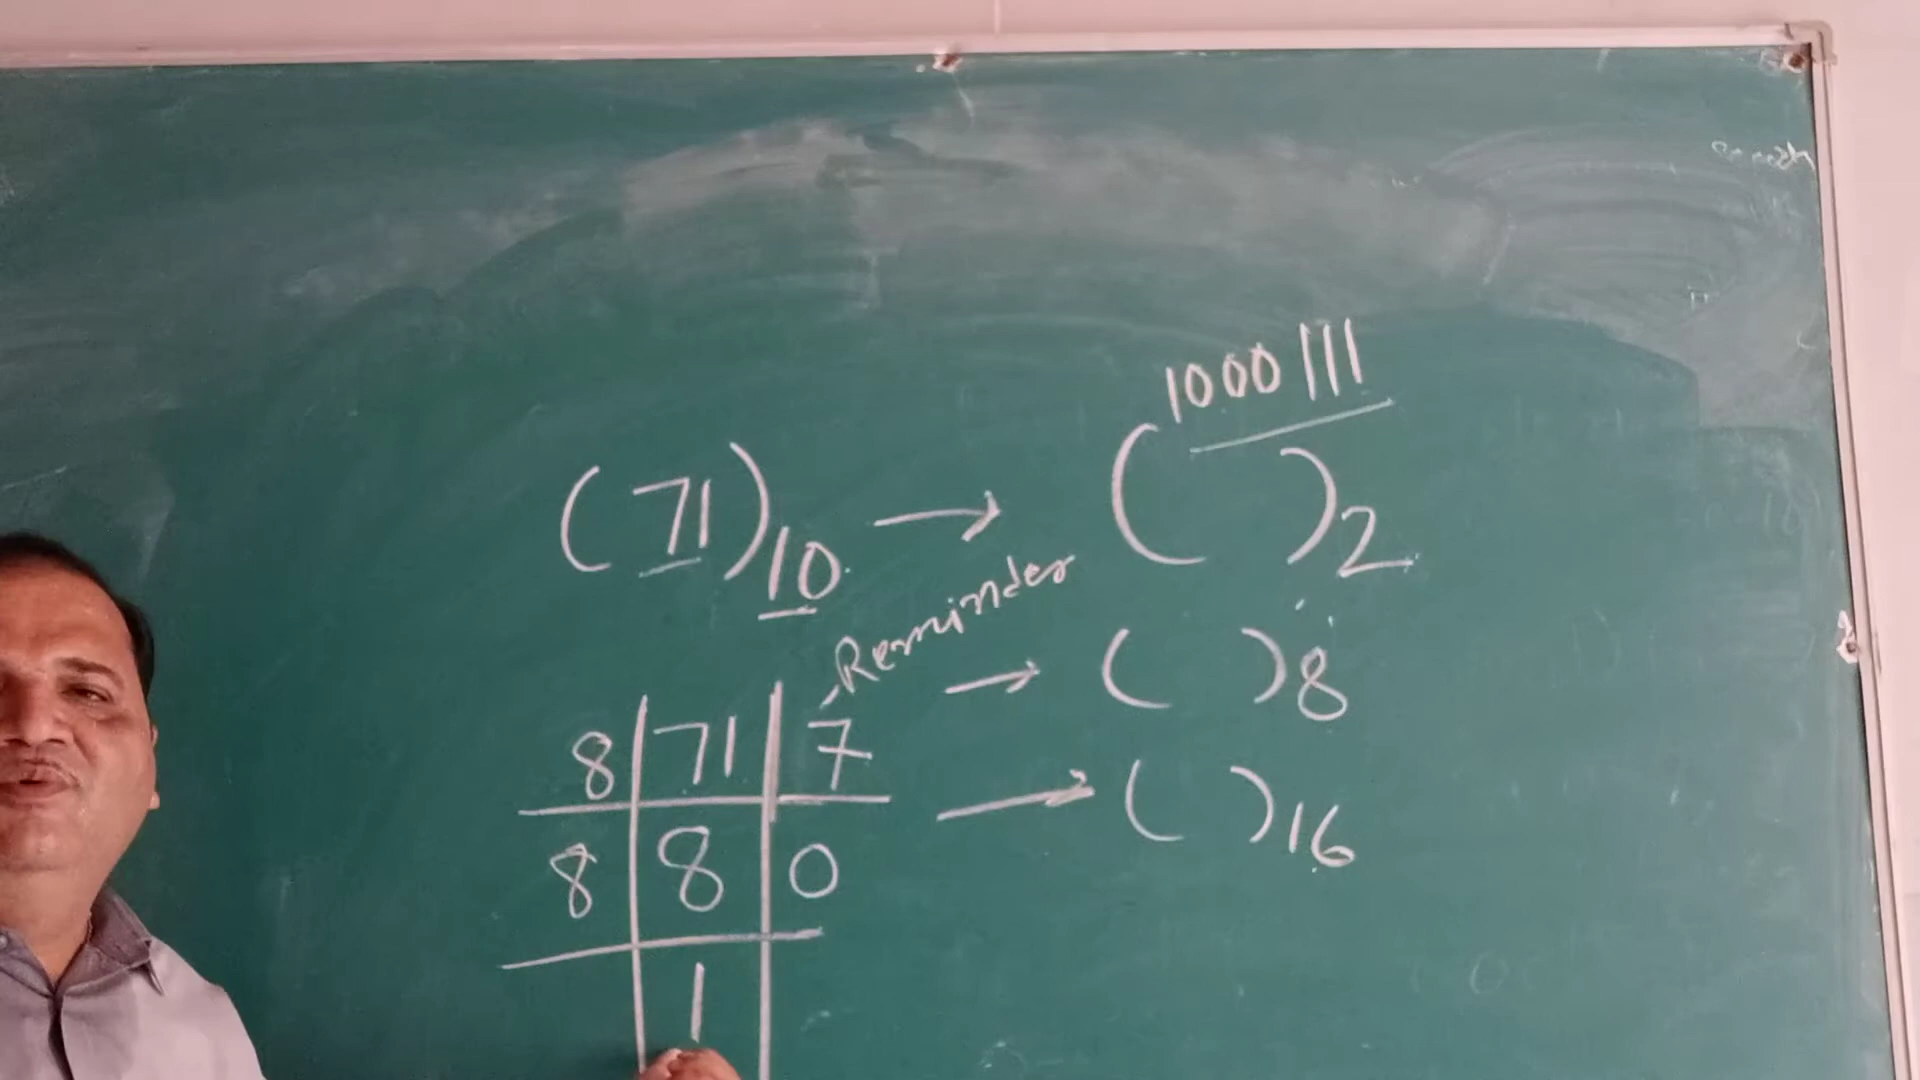 1000111
(71)10 → ( )2
Reminder
→ ( )8
8 | 71 | 7
→ ( )16
8 | 8 | 0
1